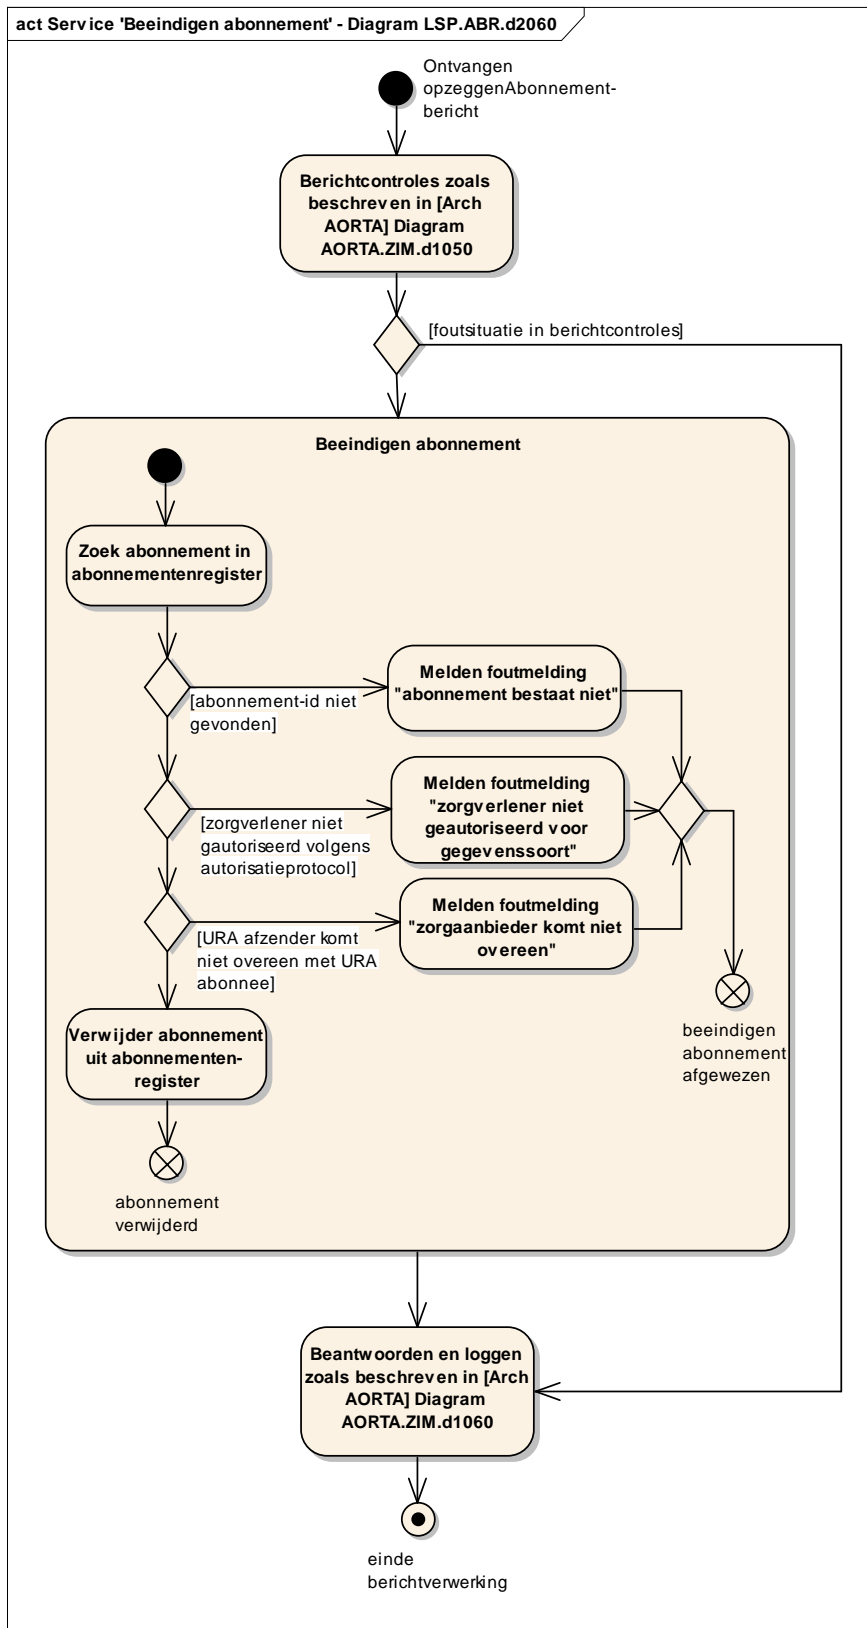 act Service 'Beeindigen abonnement' - Diagram LSP.ABR.d2060
Ontvangen
opzeggenAbonnement-
bericht
Berichtcontroles zoals
beschreven in [Arch
AORTA] Diagram
AORTA.ZIM.d1050
[foutsituatie in berichtcontroles]
Beeindigen abonnement
Zoek abonnement in
abonnementenregister
Melden foutmelding
"abonnement bestaat niet"
[abonnement-id niet
gevonden]
Melden foutmelding
"zorgverlener niet
geautoriseerd voor
gegevenssoort"
[zorgverlener niet
gautoriseerd volgens
autorisatieprotocol]
Melden foutmelding
"zorgaanbieder komt niet
overeen"
[URA afzender komt
niet overeen met URA
abonnee]
Verwijder abonnement
uit abonnementen-
register
beeindigen
abonnement
afgewezen
abonnement
verwijderd
Beantwoorden en loggen
zoals beschreven in [Arch
AORTA] Diagram
AORTA.ZIM.d1060
einde
berichtverwerking